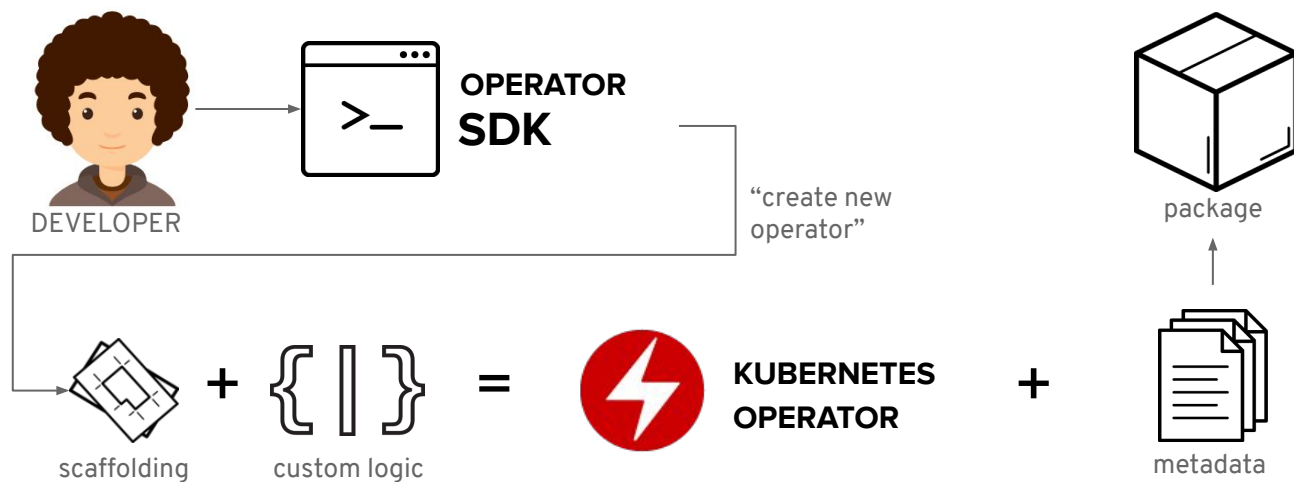 OPERATOR
SDK
DEVELOPER
“create new
operator”
package
+
=
KUBERNETES
OPERATOR
+
scaffolding
custom logic
metadata